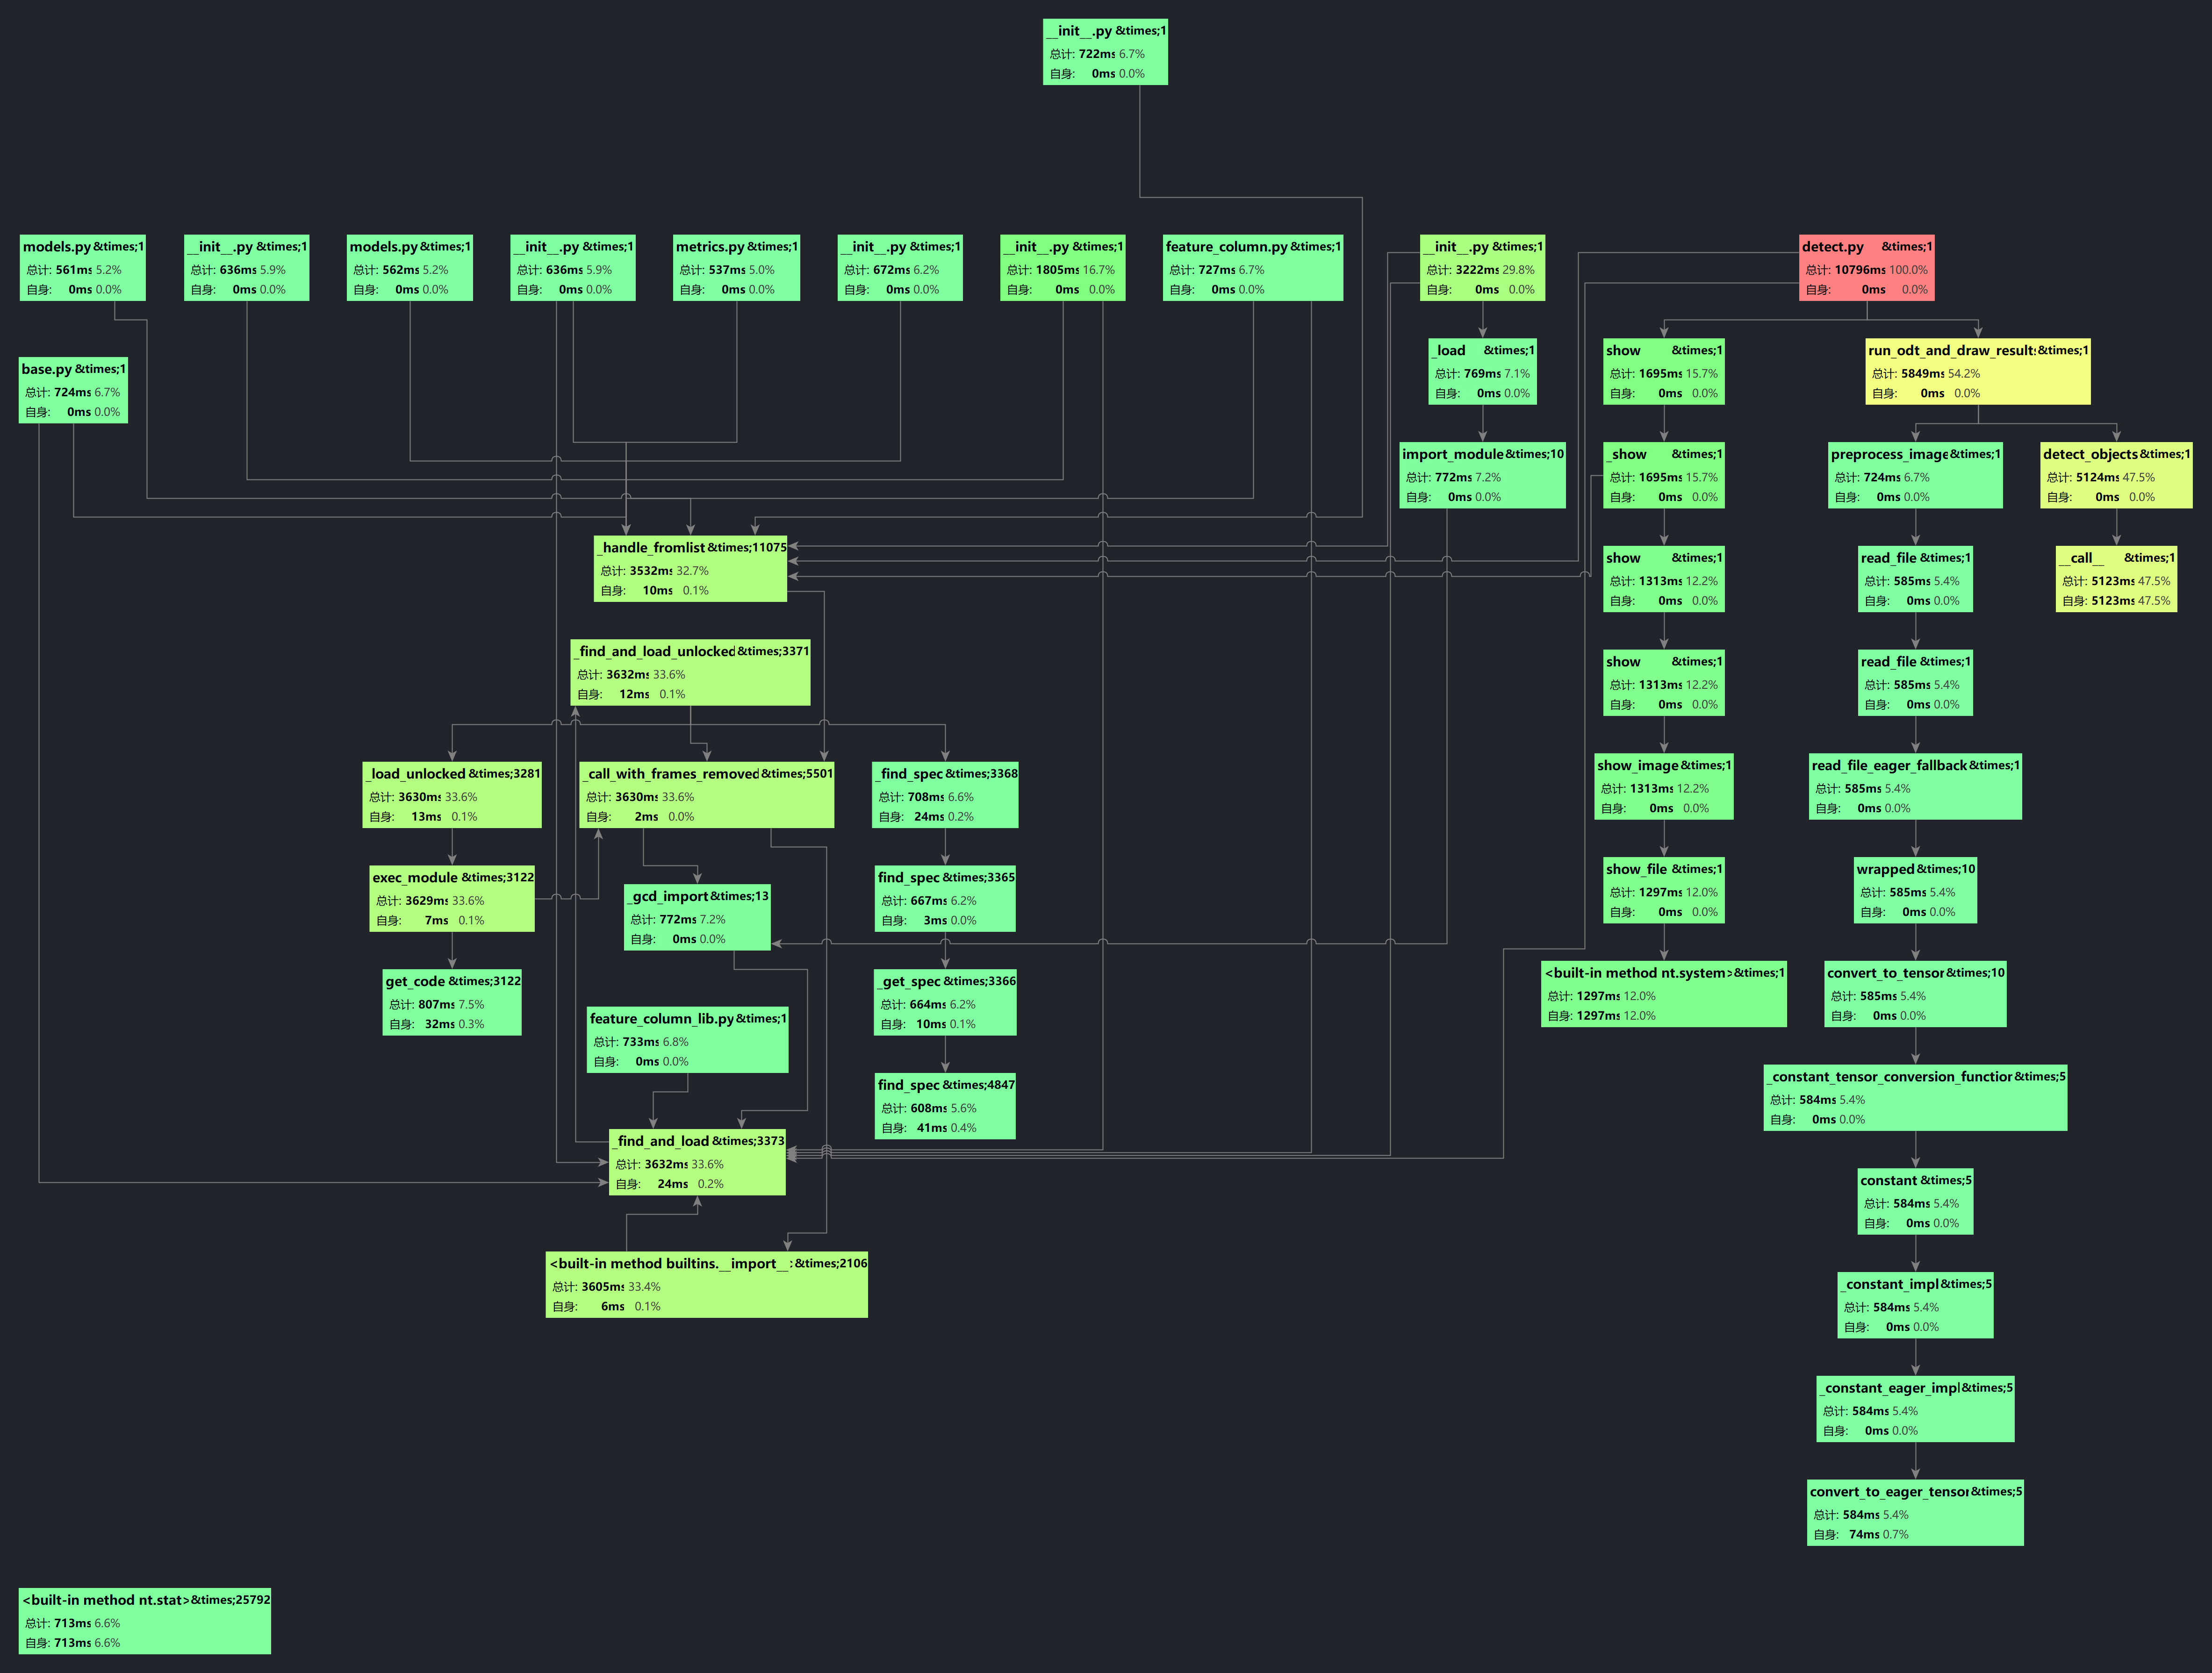 __init__.py &times;1
总计: 722ms 6.7%
自身: 0ms 0.0%
models.py &times;1
总计: 561ms 5.2%
自身: 0ms 0.0%
__init__.py &times;1
总计: 636ms 5.9%
自身: 0ms 0.0%
models.py &times;1
总计: 562ms 5.2%
自身: 0ms 0.0%
__init__.py &times;1
总计: 636ms 5.9%
自身: 0ms 0.0%
metrics.py &times;1
总计: 537ms 5.0%
自身: 0ms 0.0%
__init__.py &times;1
总计: 672ms 6.2%
自身: 0ms 0.0%
__init__.py &times;1
总计: 1805ms 16.7%
自身: 0ms 0.0%
feature_column.py &times;1
总计: 727ms 6.7%
自身: 0ms 0.0%
__init__.py &times;1
总计: 3222ms 29.8%
自身: 0ms 0.0%
detect.py &times;1
总计: 10796ms 100.0%
自身: 0ms 0.0%
base.py &times;1
总计: 724ms 6.7%
自身: 0ms 0.0%
_load &times;1
总计: 769ms 7.1%
自身: 0ms 0.0%
show &times;1
总计: 1695ms 15.7%
自身: 0ms 0.0%
run_odt_and_draw_results &times;1
总计: 5849ms 54.2%
自身: 0ms 0.0%
import_module &times;10
总计: 772ms 7.2%
自身: 0ms 0.0%
_show &times;1
总计: 1695ms 15.7%
自身: 0ms 0.0%
preprocess_image &times;1
总计: 724ms 6.7%
自身: 0ms 0.0%
detect_objects &times;1
总计: 5124ms 47.5%
自身: 0ms 0.0%
_handle_fromlist &times;11075
总计: 3532ms 32.7%
自身: 10ms 0.1%
show &times;1
总计: 1313ms 12.2%
自身: 0ms 0.0%
read_file &times;1
总计: 585ms 5.4%
自身: 0ms 0.0%
__call__ &times;1
总计: 5123ms 47.5%
自身: 5123ms 47.5%
_find_and_load_unlocked &times;3371
总计: 3632ms 33.6%
自身: 12ms 0.1%
show &times;1
总计: 1313ms 12.2%
自身: 0ms 0.0%
read_file &times;1
总计: 585ms 5.4%
自身: 0ms 0.0%
_load_unlocked &times;3281
总计: 3630ms 33.6%
自身: 13ms 0.1%
_call_with_frames_removed &times;5501
总计: 3630ms 33.6%
自身: 2ms 0.0%
_find_spec &times;3368
总计: 708ms 6.6%
自身: 24ms 0.2%
show_image &times;1
总计: 1313ms 12.2%
自身: 0ms 0.0%
read_file_eager_fallback &times;1
总计: 585ms 5.4%
自身: 0ms 0.0%
exec_module &times;3122
总计: 3629ms 33.6%
自身: 7ms 0.1%
_gcd_import &times;13
总计: 772ms 7.2%
自身: 0ms 0.0%
find_spec &times;3365
总计: 667ms 6.2%
自身: 3ms 0.0%
show_file &times;1
总计: 1297ms 12.0%
自身: 0ms 0.0%
wrapped &times;10
总计: 585ms 5.4%
自身: 0ms 0.0%
get_code &times;3122
总计: 807ms 7.5%
自身: 32ms 0.3%
_get_spec &times;3366
总计: 664ms 6.2%
自身: 10ms 0.1%
<built-in method nt.system> &times;1
总计: 1297ms 12.0%
自身: 1297ms 12.0%
convert_to_tensor &times;10
总计: 585ms 5.4%
自身: 0ms 0.0%
feature_column_lib.py &times;1
总计: 733ms 6.8%
自身: 0ms 0.0%
find_spec &times;4847
总计: 608ms 5.6%
自身: 41ms 0.4%
_constant_tensor_conversion_function &times;5
总计: 584ms 5.4%
自身: 0ms 0.0%
_find_and_load &times;3373
总计: 3632ms 33.6%
自身: 24ms 0.2%
constant &times;5
总计: 584ms 5.4%
自身: 0ms 0.0%
<built-in method builtins.__import__> &times;2106
总计: 3605ms 33.4%
自身: 6ms 0.1%
_constant_impl &times;5
总计: 584ms 5.4%
自身: 0ms 0.0%
_constant_eager_impl &times;5
总计: 584ms 5.4%
自身: 0ms 0.0%
convert_to_eager_tensor &times;5
总计: 584ms 5.4%
自身: 74ms 0.7%
<built-in method nt.stat> &times;25792
总计: 713ms 6.6%
自身: 713ms 6.6%